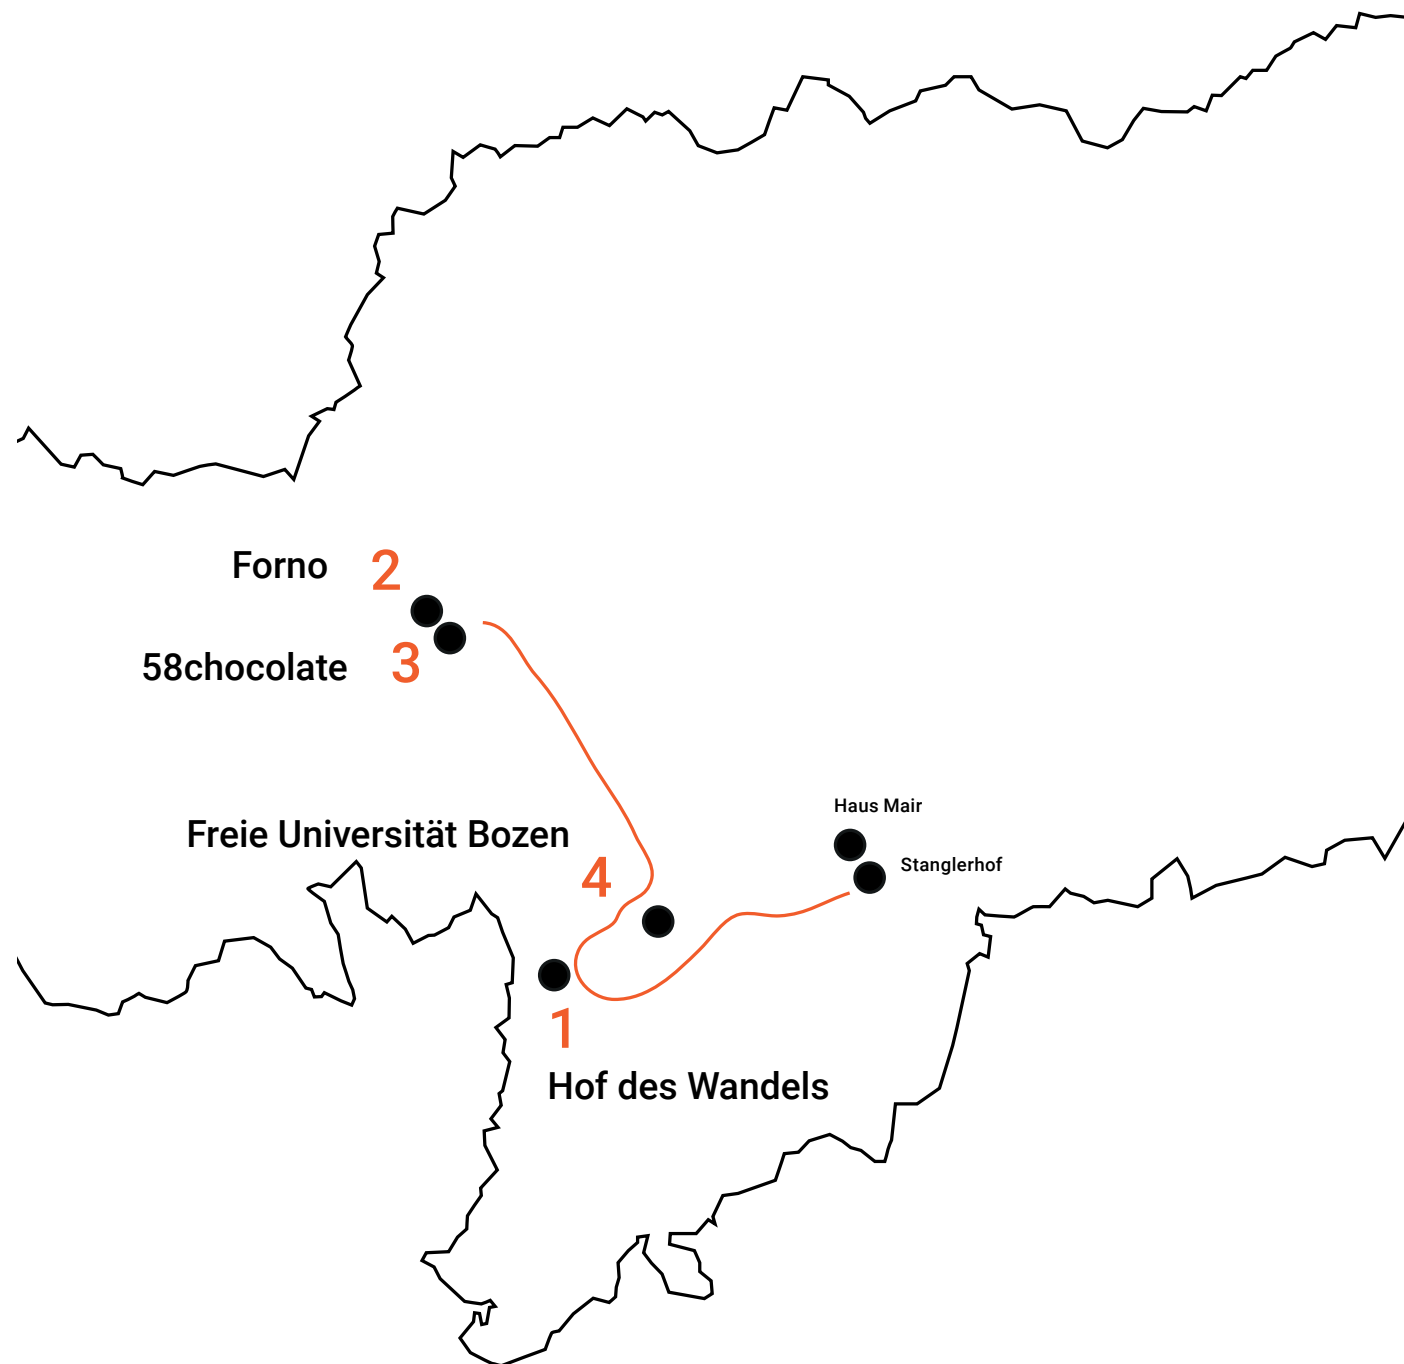 Forno 2
58chocolate 3
Haus Mair
Freie Universität Bozen
Stanglerhof
4
1
Hof des Wandels